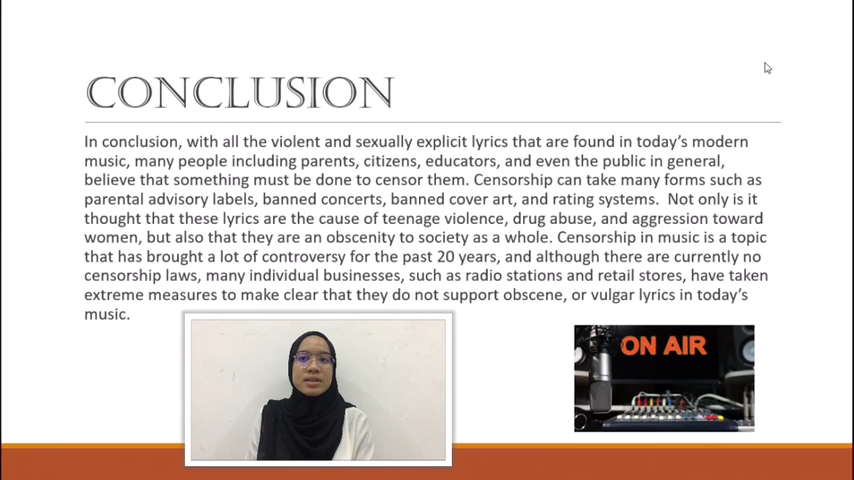 CONCLUSION
In conclusion, with all the violent and sexually explicit lyrics that are found in today's modern
music, many people including parents, citizens, educators, and even the public in general,
believe that something must be done to censor them. Censorship can take many forms such as
parental advisory labels, banned concerts, banned cover art, and rating systems.  Not only is it
thought that these lyrics are the cause of teenage violence, drug abuse, and aggression toward
women, but also that they are an obscenity to society as a whole. Censorship in music is a topic
that has brought a lot of controversy for the past 20 years, and although there are currently no
censorship laws, many individual businesses, such as radio stations and retail stores, have taken
extreme measures to make clear that they do not support obscene, or vulgar lyrics in today's
music.
ON AIR